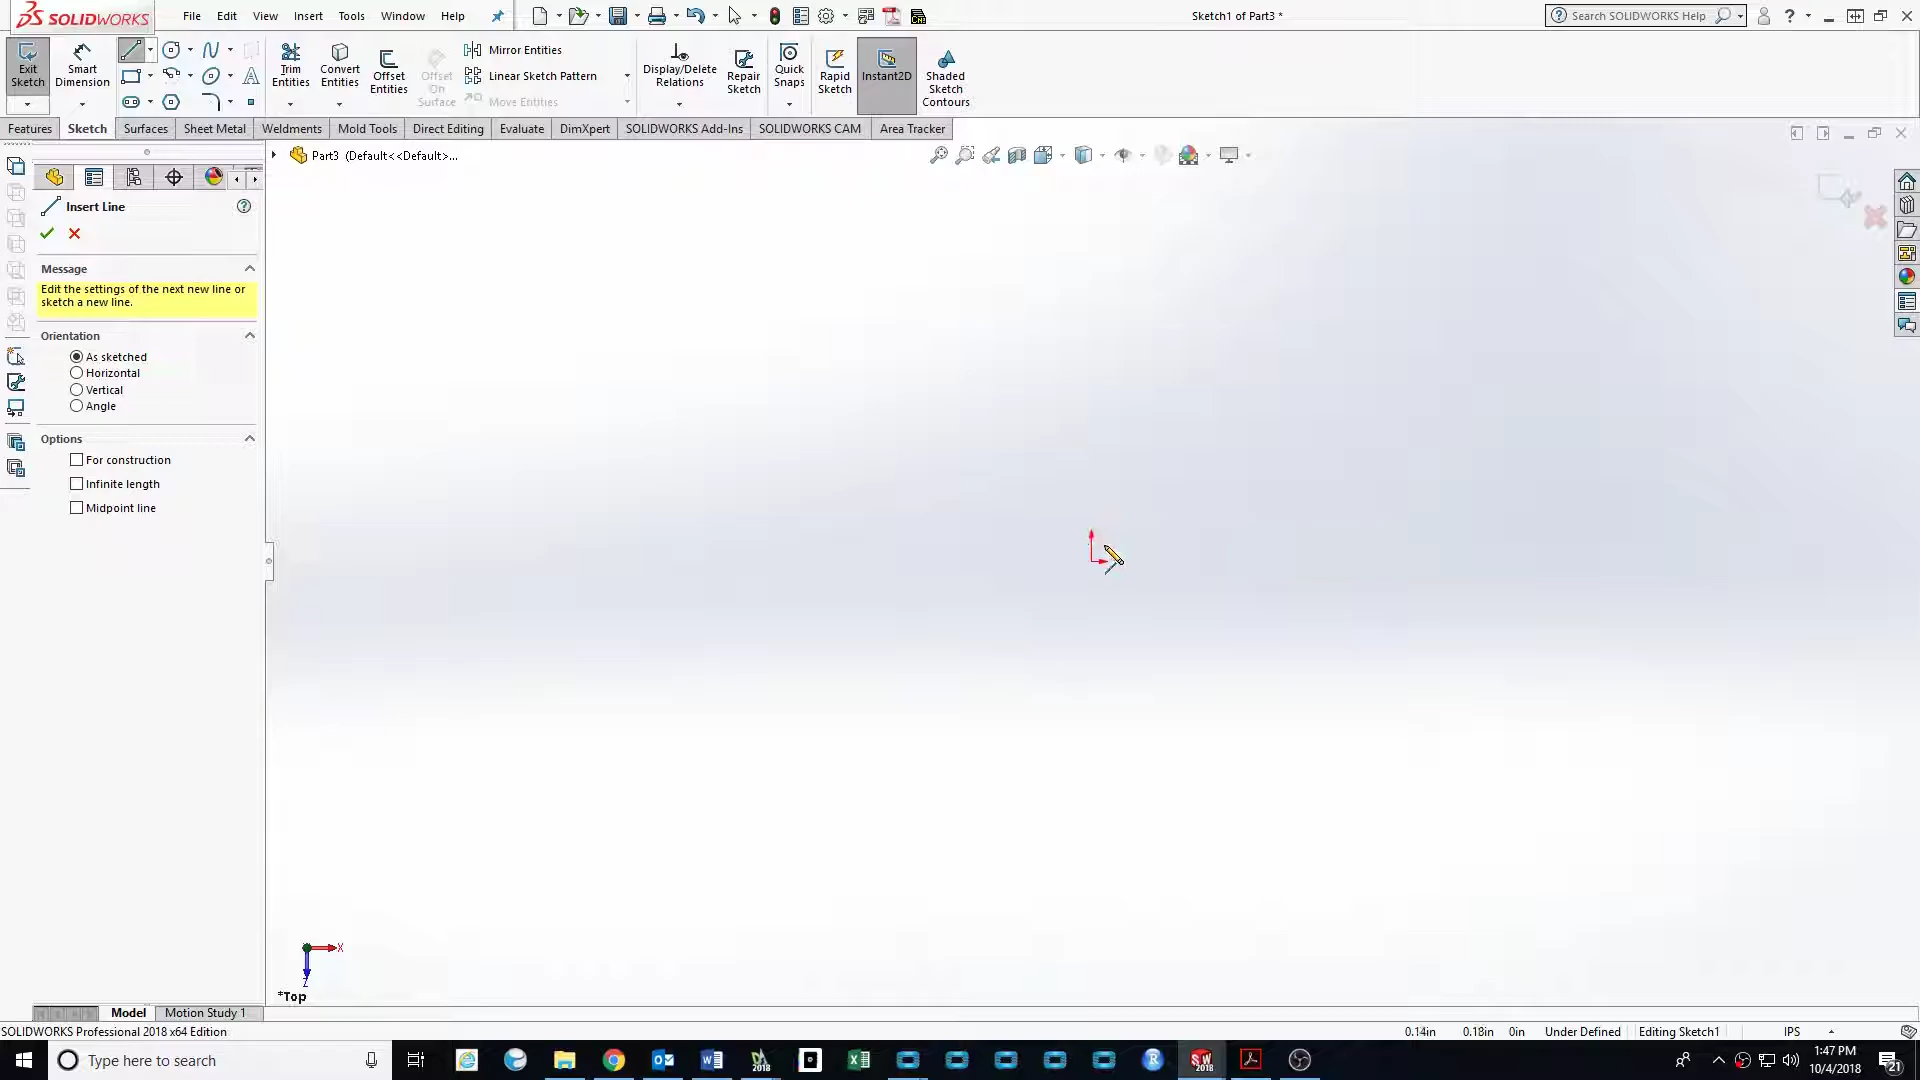 SOLIDWORKS
File Edit View Insert Tools Window Help
Sketch1 of Part3 *
Search SOLIDWORKS Help
Exit Sketch
Smart Dimension
Trim Entities
Convert Entities
Offset Entities
Offset On Surface
Mirror Entities
Linear Sketch Pattern
Move Entities
Display/Delete Relations
Repair Sketch
Quick Snaps
Rapid Sketch
Instant2D
Shaded Sketch Contours
Features Sketch Surfaces Sheet Metal Weldments Mold Tools Direct Editing Evaluate DimXpert SOLIDWORKS Add-Ins SOLIDWORKS CAM Area Tracker
Part3 (Default<<Default>...
Insert Line
Message
Edit the settings of the next new line or
sketch a new line.
Orientation
As sketched
Horizontal
Vertical
Angle
Options
For construction
Infinite length
Midpoint line
X
Z
*Top
Model Motion Study 1
SOLIDWORKS Professional 2018 x64 Edition
0.14in 0.18in 0in Under Defined Editing Sketch1 IPS
Type here to search
1:47 PM
10/4/2018
21